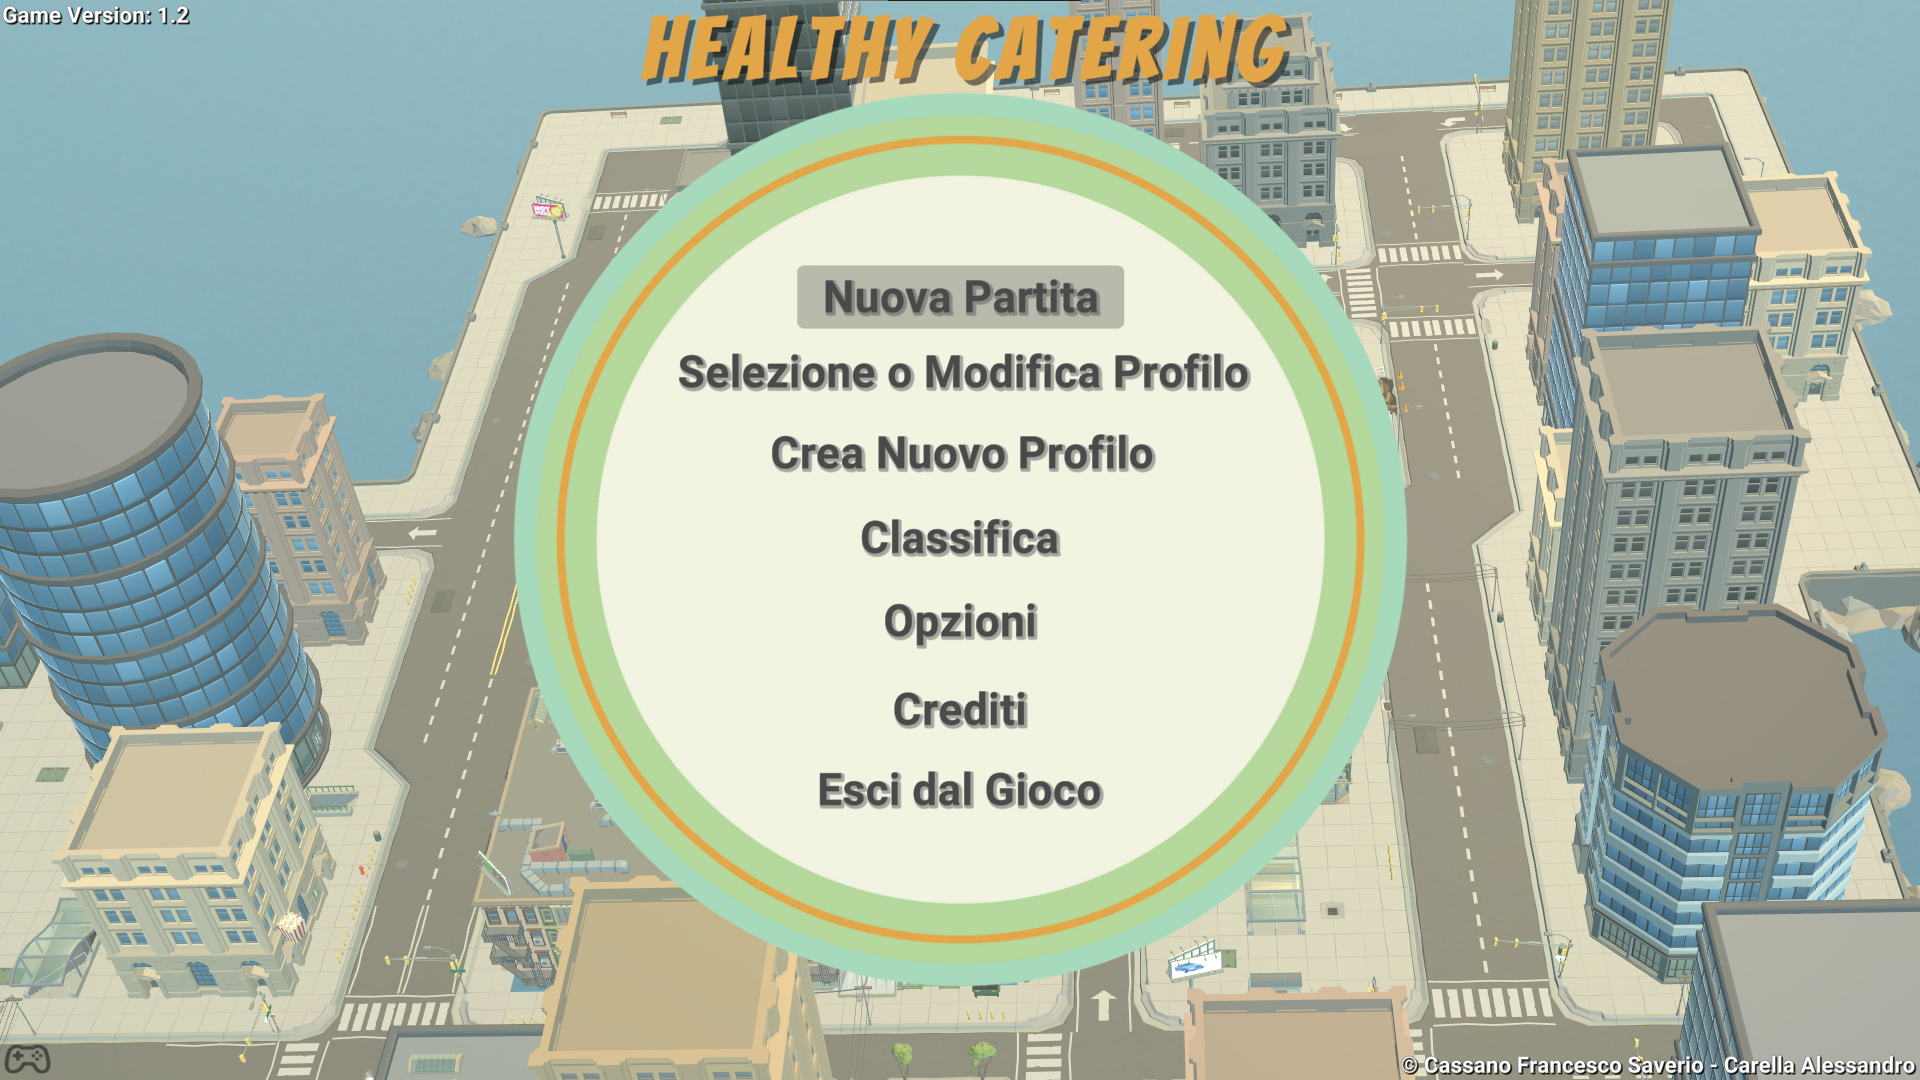 Game Version: 1.2
HEALTHY CATERING
Nuova Partita
Selezione o Modifica Profilo
Crea Nuovo Profilo
Classifica
Opzioni
Crediti
Esci dal Gioco
© Cassano Francesco Saverio - Carella Alessandro